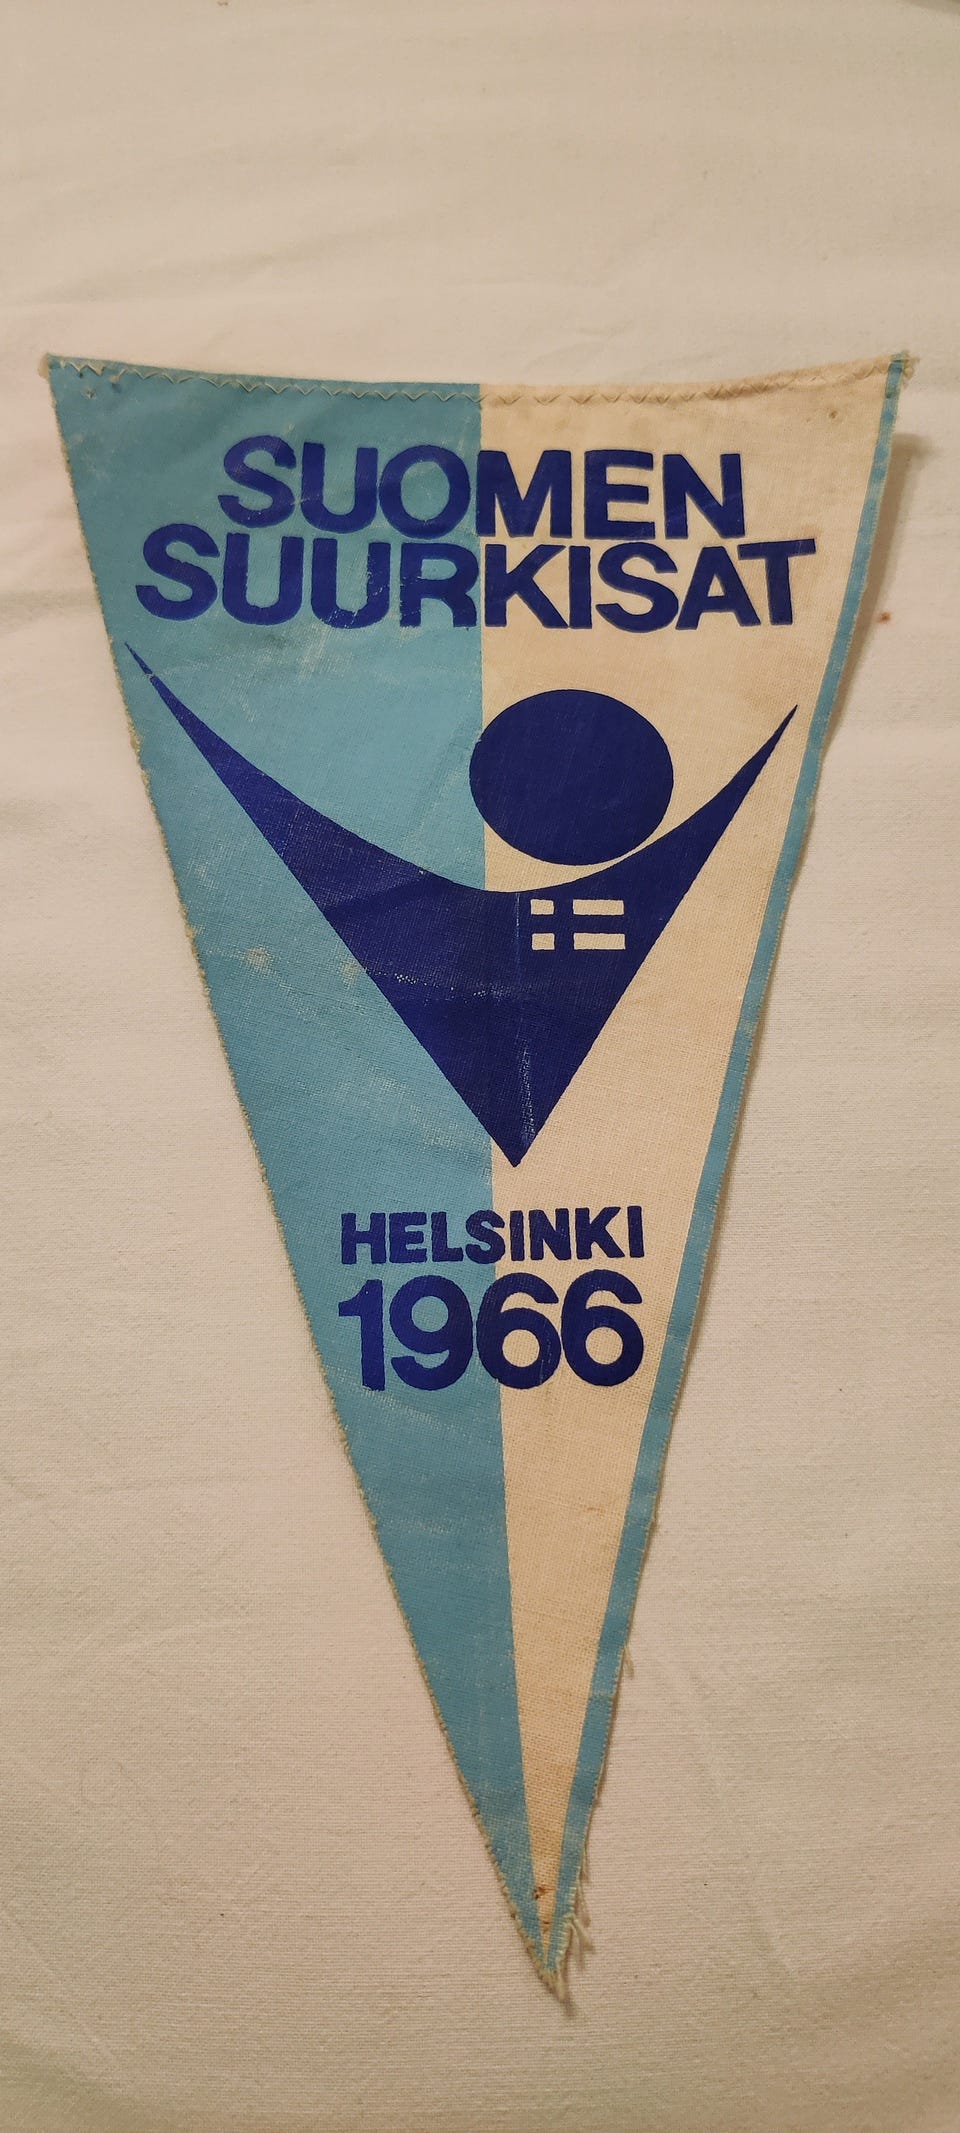 SUOMEN
SUURKISAT
HELSINKI
1966